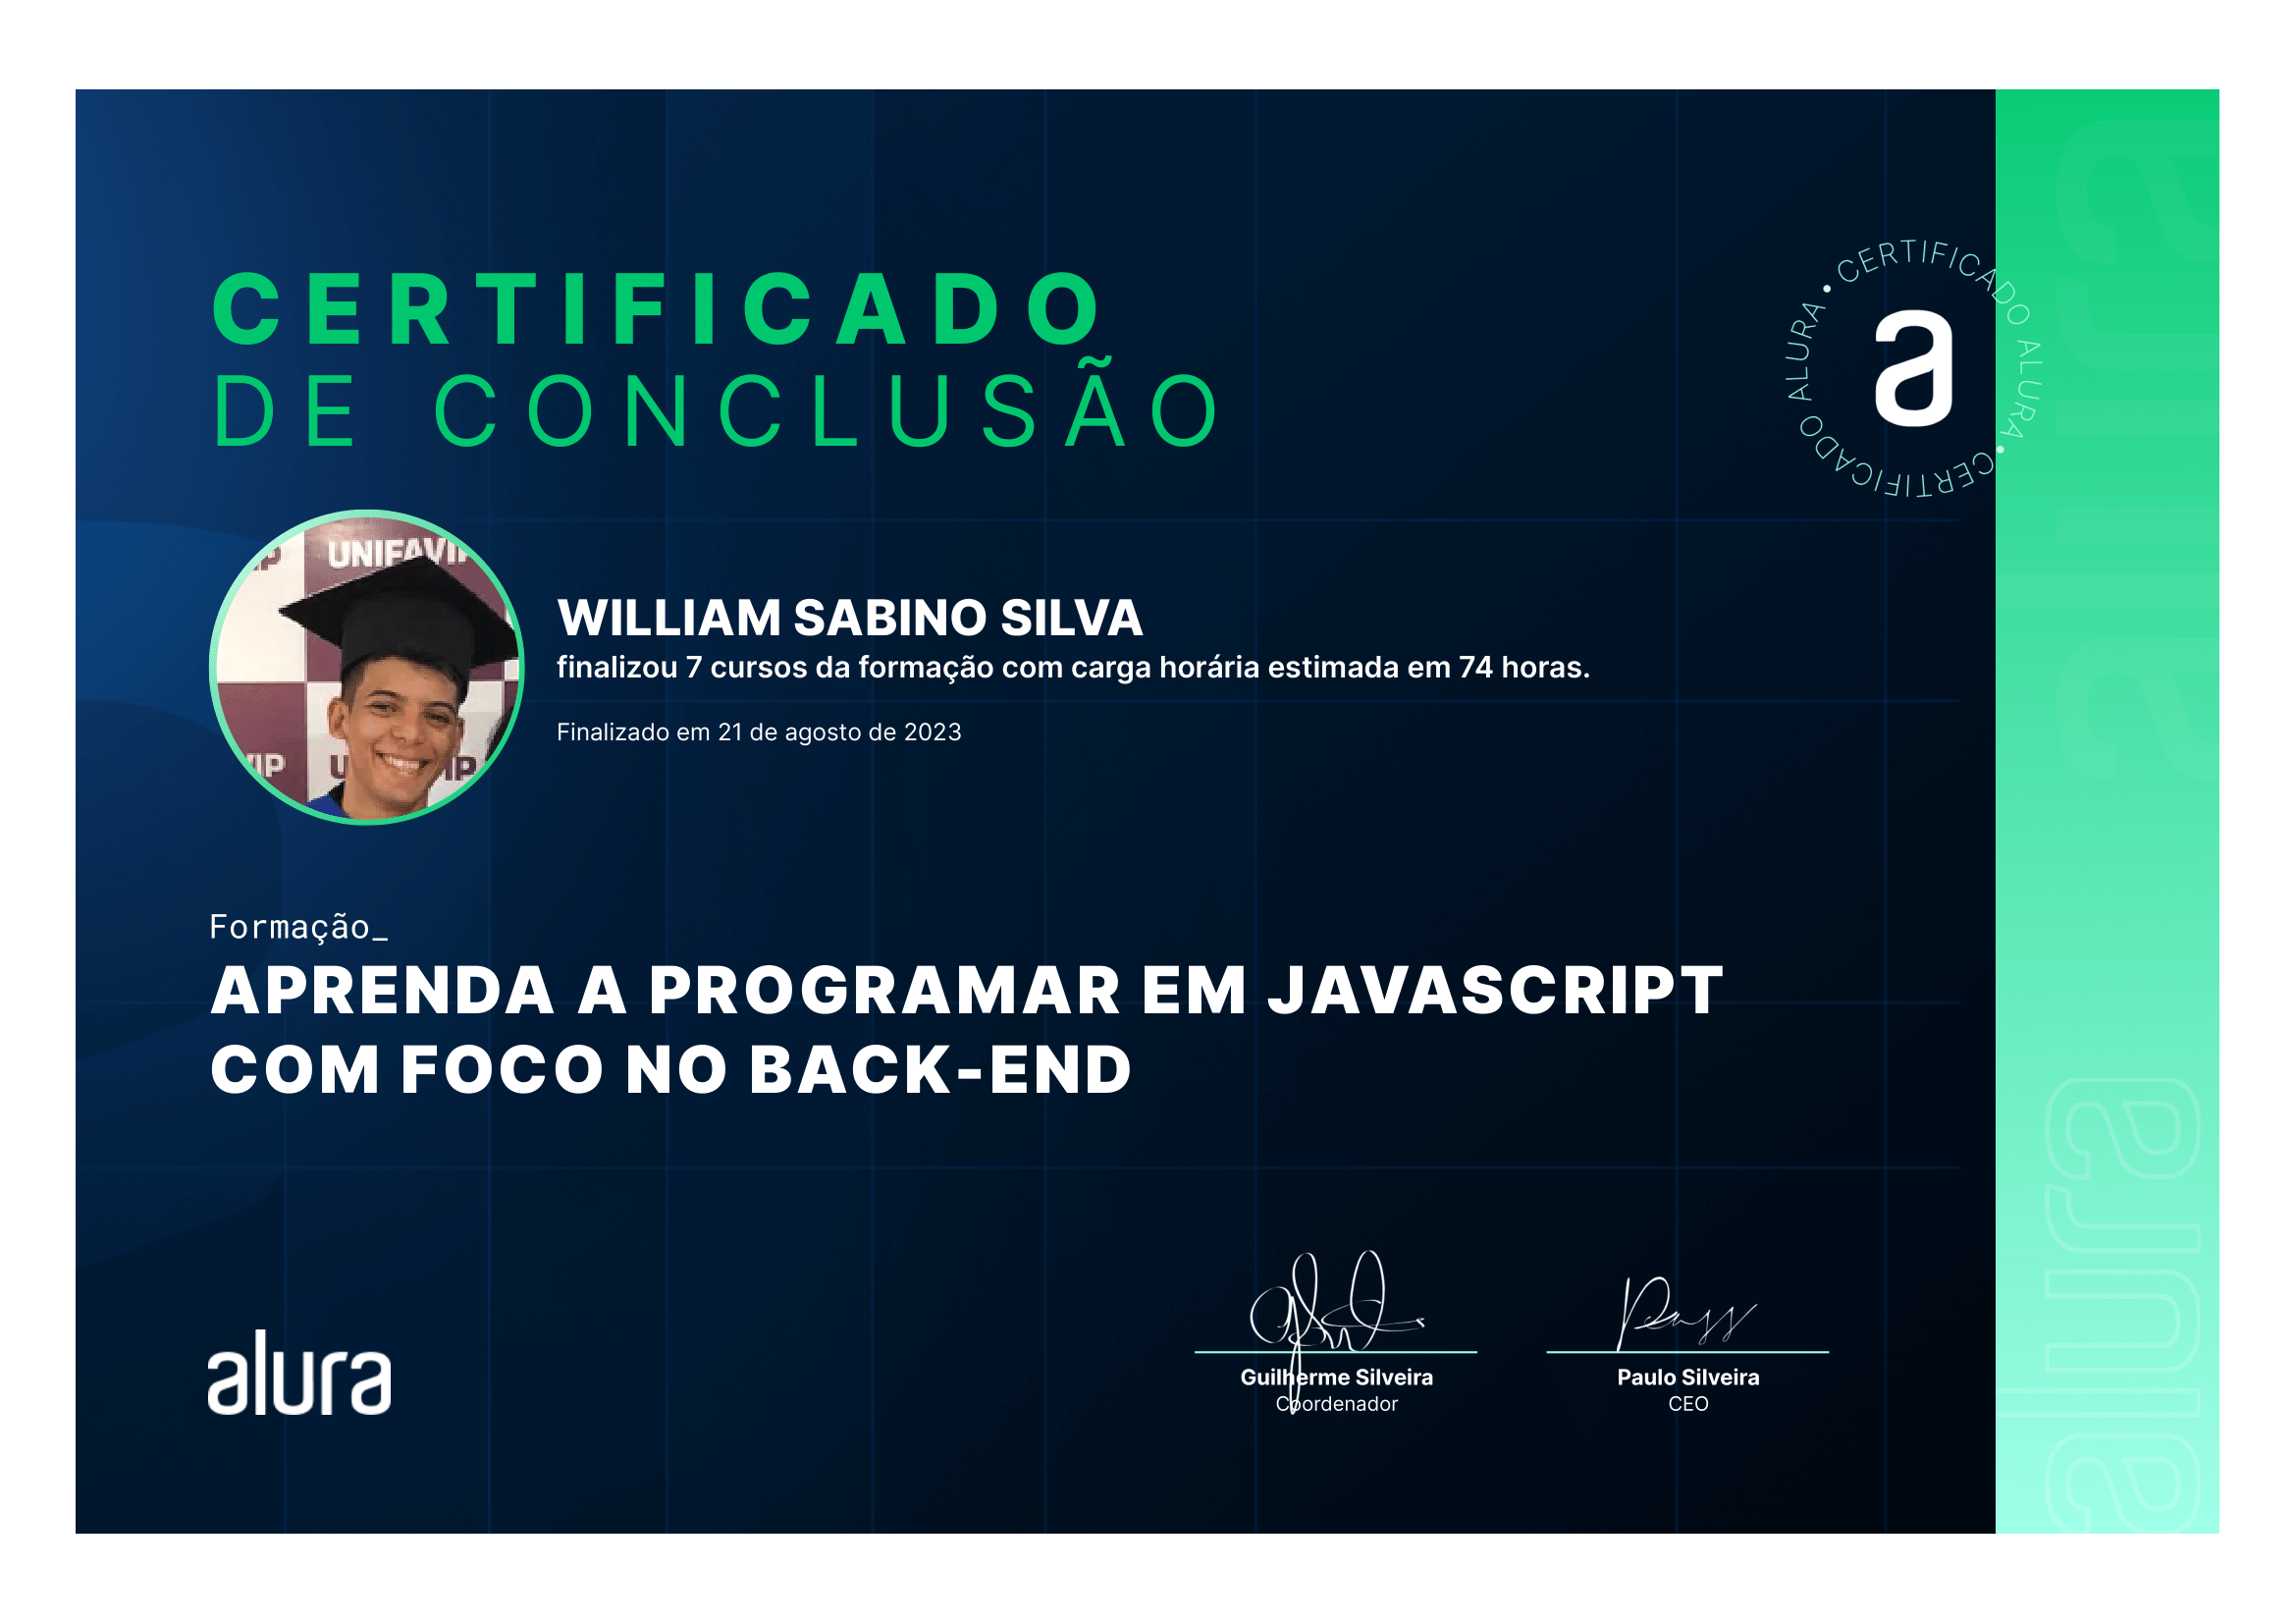 CERTIFICADO
DE CONCLUSÃO
CERTIFICADO ALURA • CERTIFICADO ALURA •
a
UNIFAVIP
WILLIAM SABINO SILVA
finalizou 7 cursos da formação com carga horária estimada em 74 horas.
Finalizado em 21 de agosto de 2023
Formação_
APRENDA A PROGRAMAR EM JAVASCRIPT
COM FOCO NO BACK-END
alura
Guilherme Silveira
Coordenador
Paulo Silveira
CEO
alura
alura